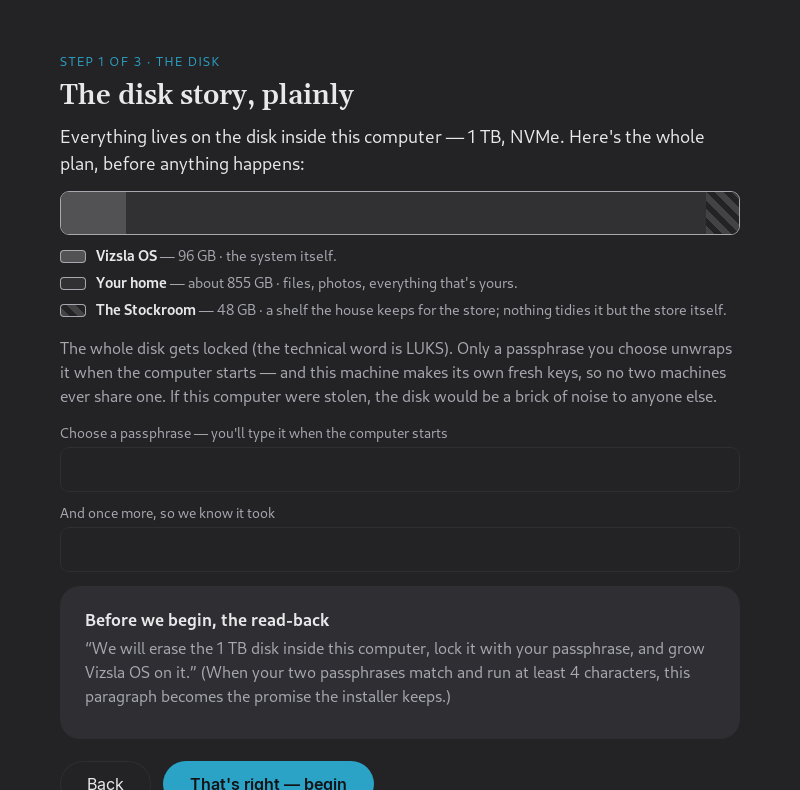 STEP 1 OF 3 · THE DISK
The disk story, plainly
Everything lives on the disk inside this computer — 1 TB, NVMe. Here's the whole
plan, before anything happens:
Vizsla OS — 96 GB · the system itself.
Your home — about 855 GB · files, photos, everything that's yours.
The Stockroom — 48 GB · a shelf the house keeps for the store; nothing tidies it but the store itself.
The whole disk gets locked (the technical word is LUKS). Only a passphrase you choose unwraps
it when the computer starts — and this machine makes its own fresh keys, so no two machines
ever share one. If this computer were stolen, the disk would be a brick of noise to anyone else.
Choose a passphrase — you'll type it when the computer starts
And once more, so we know it took
Before we begin, the read-back
“We will erase the 1 TB disk inside this computer, lock it with your passphrase, and grow
Vizsla OS on it.” (When your two passphrases match and run at least 4 characters, this
paragraph becomes the promise the installer keeps.)
Back
That's right — begin